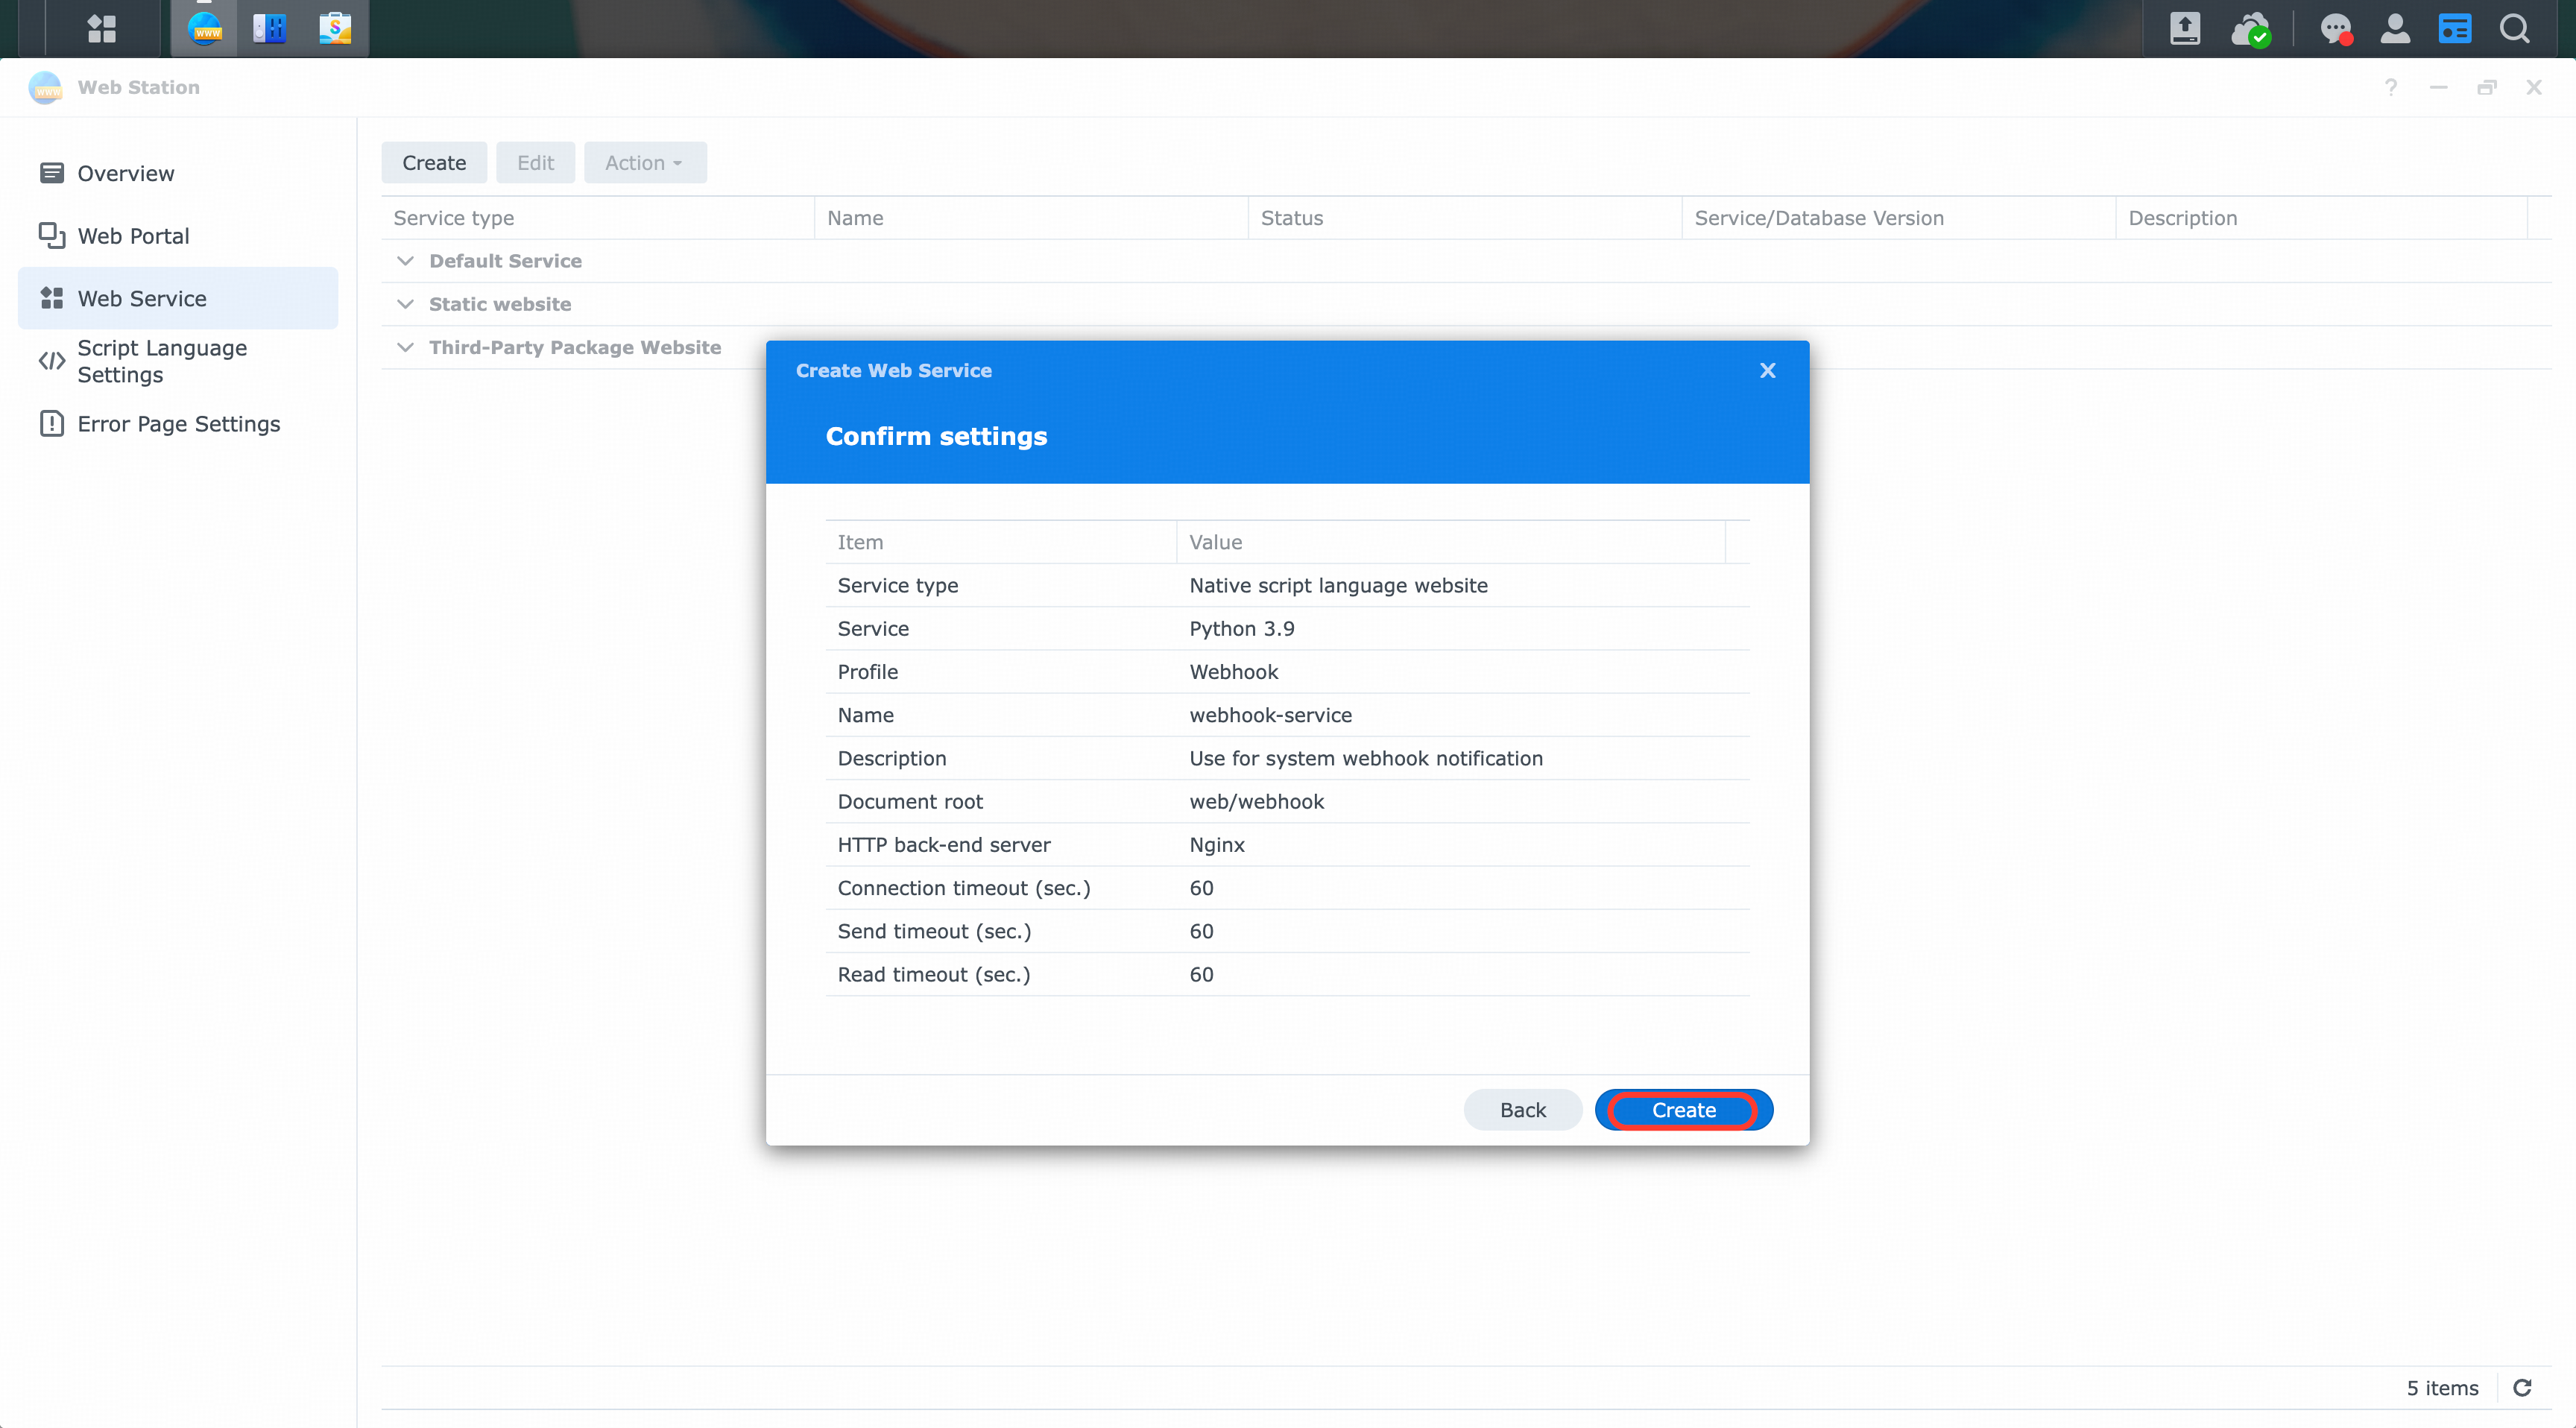 Web Station
Overview
Web Portal
Web Service
Script Language
Settings
Error Page Settings
Create Edit Action
Service type Name Status Service/Database Version Description
Default Service
Static website
Third-Party Package Website
Create Web Service
Confirm settings
Item Value
Service type Native script language website
Service Python 3.9
Profile Webhook
Name webhook-service
Description Use for system webhook notification
Document root web/webhook
HTTP back-end server Nginx
Connection timeout (sec.) 60
Send timeout (sec.) 60
Read timeout (sec.) 60
Back Create
5 items